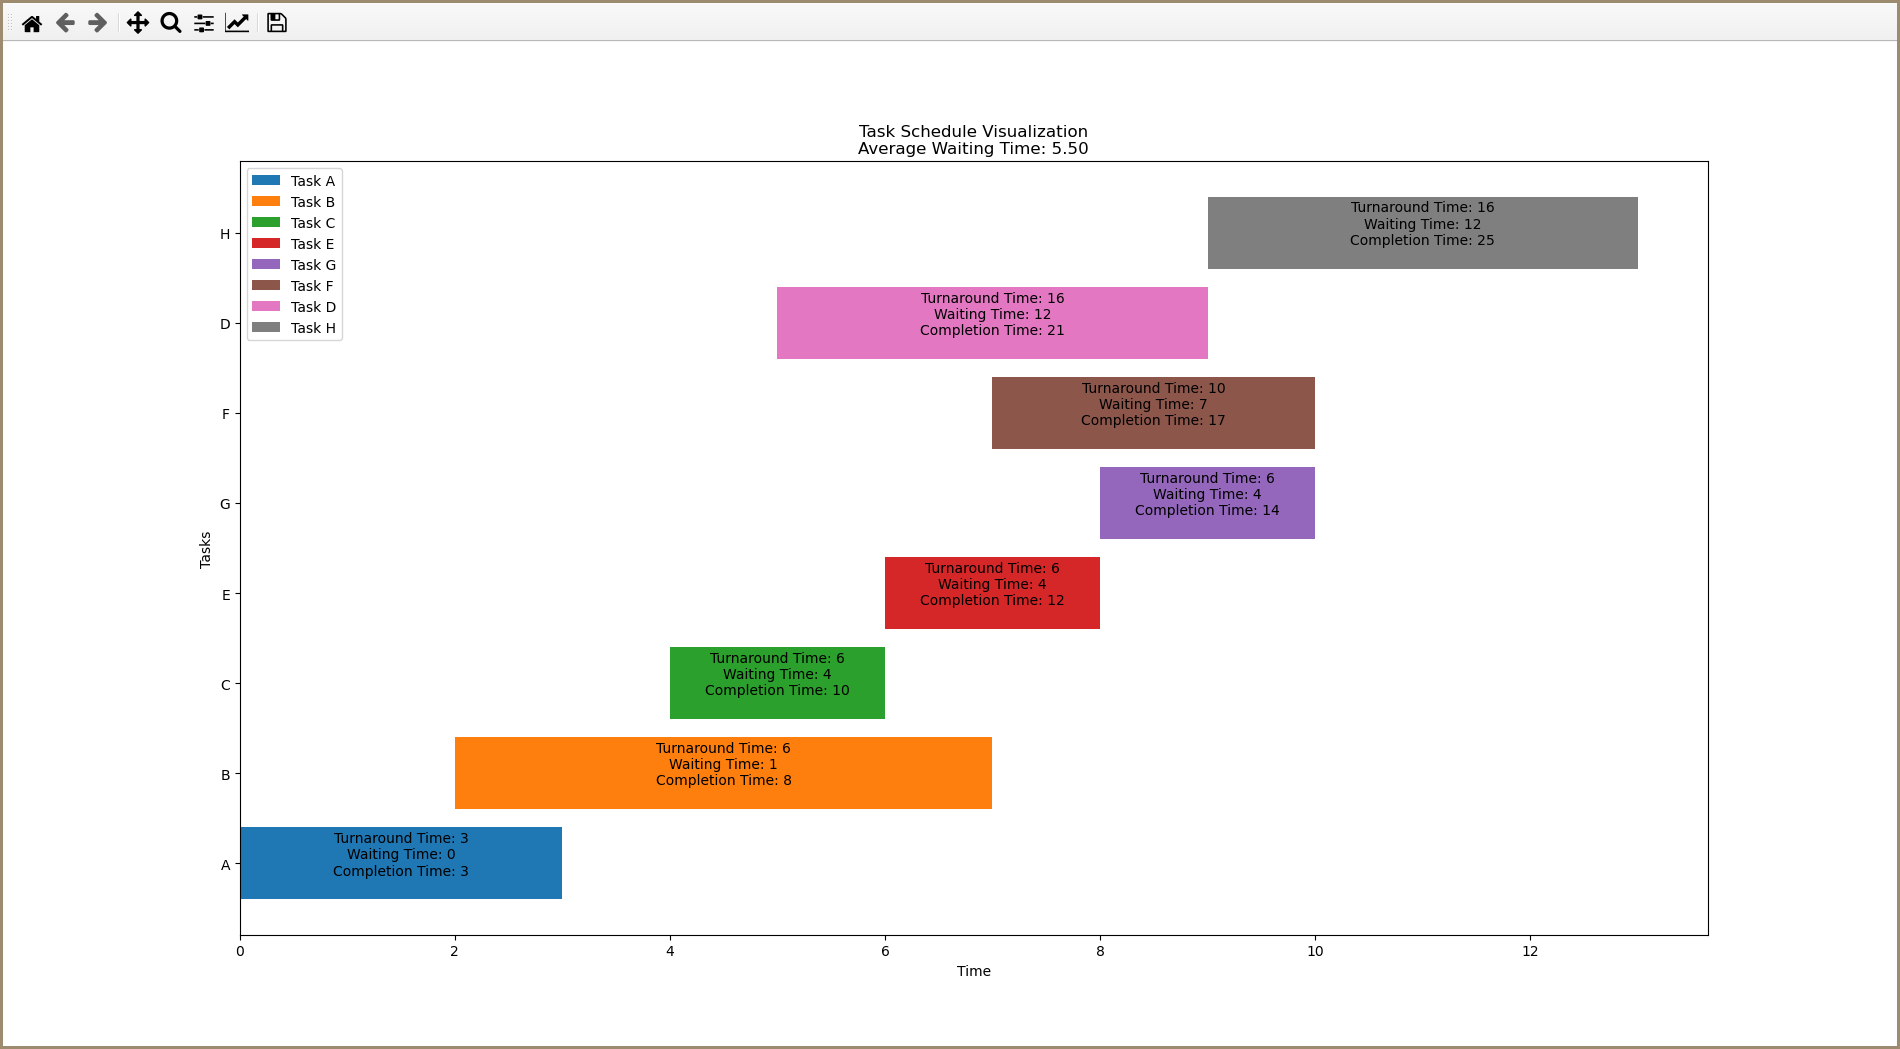 Task Schedule Visualization
Average Waiting Time: 5.50
Task A
Task B
Task C
Task E
Task G
Task F
Task D
Task H
H
Turnaround Time: 16
Waiting Time: 12
Completion Time: 25
D
Turnaround Time: 16
Waiting Time: 12
Completion Time: 21
F
Turnaround Time: 10
Waiting Time: 7
Completion Time: 17
G
Turnaround Time: 6
Waiting Time: 4
Completion Time: 14
Tasks
E
Turnaround Time: 6
Waiting Time: 4
Completion Time: 12
C
Turnaround Time: 6
Waiting Time: 4
Completion Time: 10
B
Turnaround Time: 6
Waiting Time: 1
Completion Time: 8
A
Turnaround Time: 3
Waiting Time: 0
Completion Time: 3
0 2 4 6 8 10 12
Time